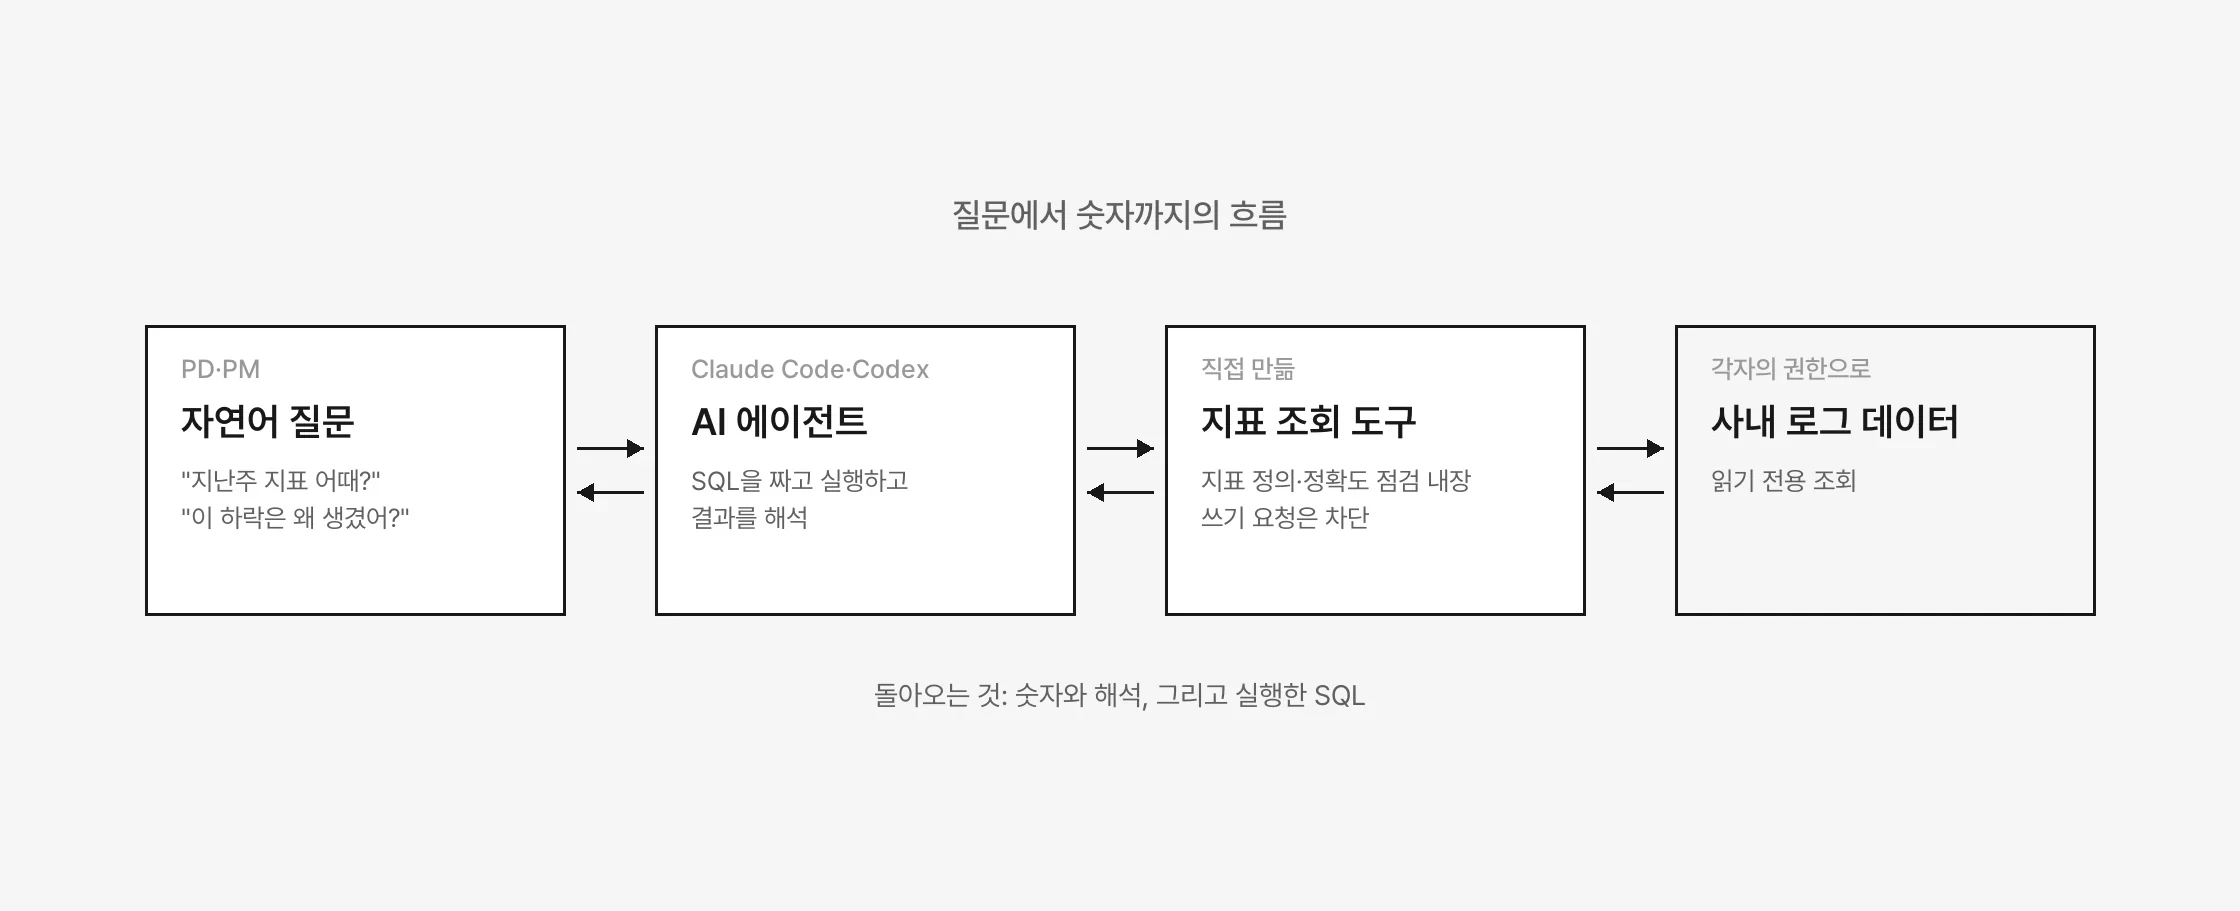 질문에서 숫자까지의 흐름
PD·PM
자연어 질문
"지난주 지표 어때?"
"이 하락은 왜 생겼어?"
Claude Code·Codex
AI 에이전트
SQL을 짜고 실행하고
결과를 해석
직접 만듦
지표 조회 도구
지표 정의·정확도 점검 내장
쓰기 요청은 차단
각자의 권한으로
사내 로그 데이터
읽기 전용 조회
돌아오는 것: 숫자와 해석, 그리고 실행한 SQL